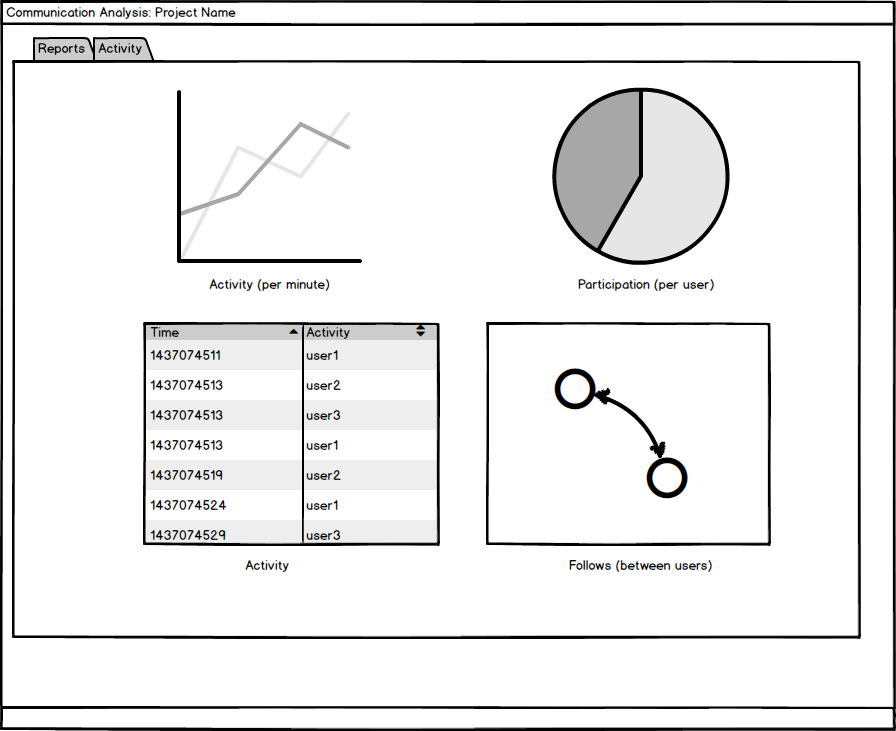 Communication Analysis: Project Name
Reports Activity
Activity (per minute)
Participation (per user)
Time Activity
1437074511 user1
1437074513 user2
1437074513 user3
1437074513 user1
1437074519 user2
1437074524 user1
1437074529 user3
Activity
Follows (between users)